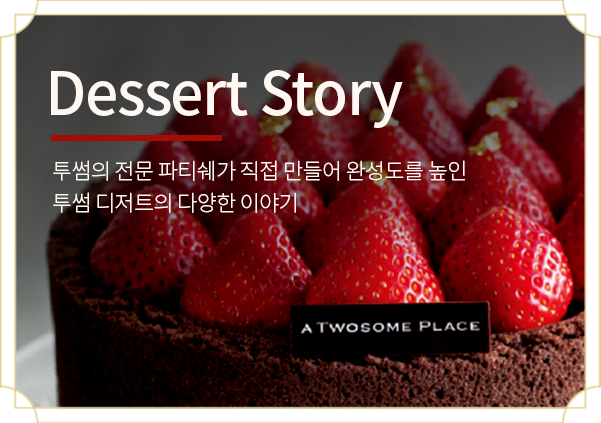 Dessert Story
투썸의 전문 파티쉐가 직접 만들어 완성도를 높인
투썸 디저트의 다양한 이야기
A TWOSOME PLACE